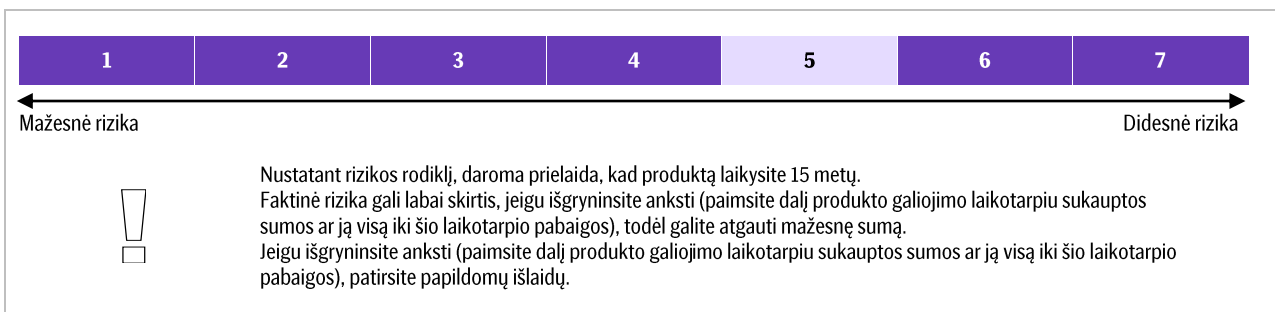 1 2 3 4 5 6 7
Mažesnė rizika Didesnė rizika
Nustatant rizikos rodiklį, daroma prielaida, kad produktą laikysite 15 metų.
Faktinė rizika gali labai skirtis, jeigu išgryninsite anksti (paimsite dalį produkto galiojimo laikotarpiu sukauptos
sumos ar ją visą iki šio laikotarpio pabaigos), todėl galite atgauti mažesnę sumą.
Jeigu išgryninsite anksti (paimsite dalį produkto galiojimo laikotarpiu sukauptos sumos ar ją visą iki šio laikotarpio
pabaigos), patirsite papildomų išlaidų.